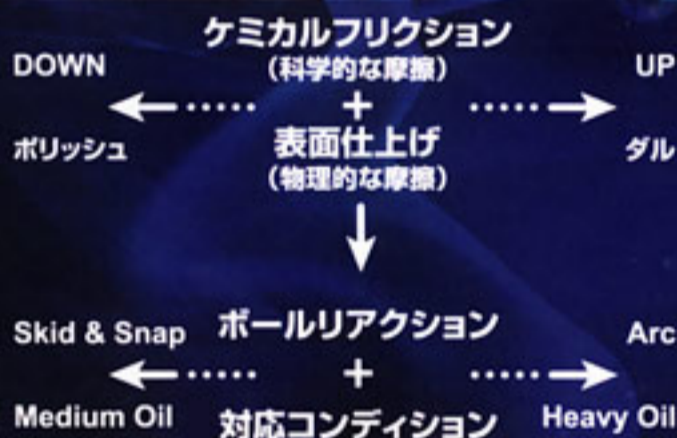 ケミカルフリクション
DOWN （科学的な摩擦） UP
+
ポリッシュ 表面仕上げ ダル
（物理的な摩擦）
Skid & Snap ボールリアクション Arc
+
Medium Oil 対応コンディション Heavy Oil